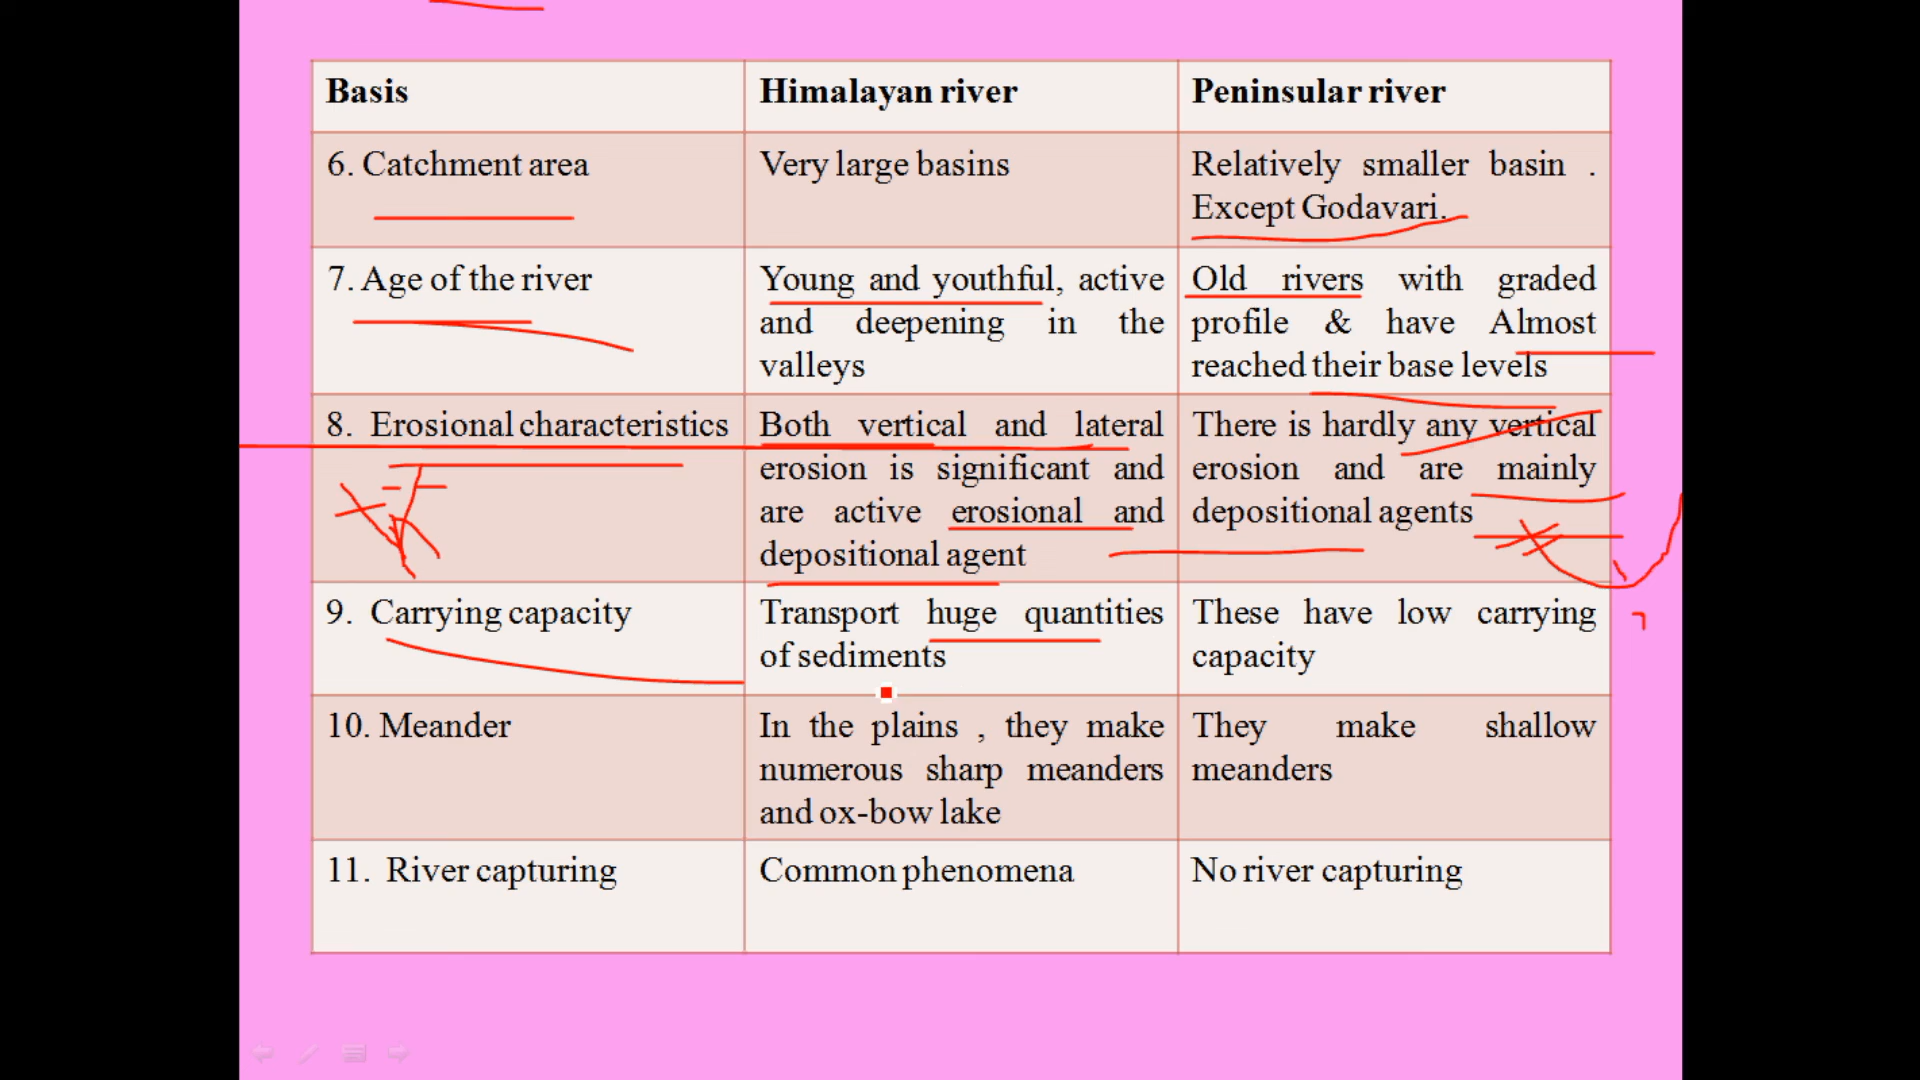 Basis
Himalayan river
Peninsular river
6. Catchment area
Very large basins
Relatively smaller basin .
Except Godavari.
7. Age of the river
Young and youthful, active
and deepening in the
valleys
Old rivers with graded
profile & have Almost
reached their base levels
8. Erosional characteristics
Both vertical and lateral
erosion is significant and
are active erosional and
depositional agent
There is hardly any vertical
erosion and are mainly
depositional agents
9. Carrying capacity
Transport huge quantities
of sediments
These have low carrying
capacity
10. Meander
In the plains , they make
numerous sharp meanders
and ox-bow lake
They make shallow
meanders
11. River capturing
Common phenomena
No river capturing